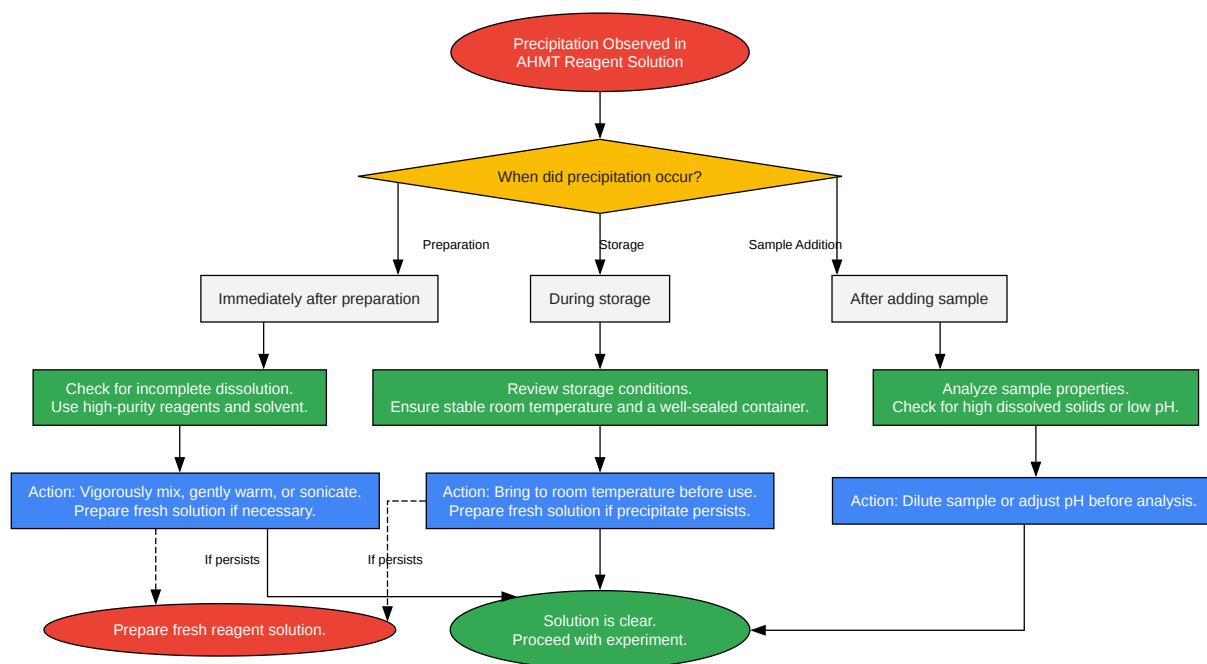 Precipitation Observed in
AHMT Reagent Solution
When did precipitation occur?
Preparation
Storage
Sample Addition
Immediately after preparation
During storage
After adding sample
Check for incomplete dissolution.
Use high-purity reagents and solvent.
Review storage conditions.
Ensure stable room temperature and a well-sealed container.
Analyze sample properties.
Check for high dissolved solids or low pH.
Action: Vigorously mix, gently warm, or sonicate.
Prepare fresh solution if necessary.
Action: Bring to room temperature before use.
Prepare fresh solution if precipitate persists.
Action: Dilute sample or adjust pH before analysis.
If persists
If persists
Prepare fresh reagent solution.
Solution is clear.
Proceed with experiment.